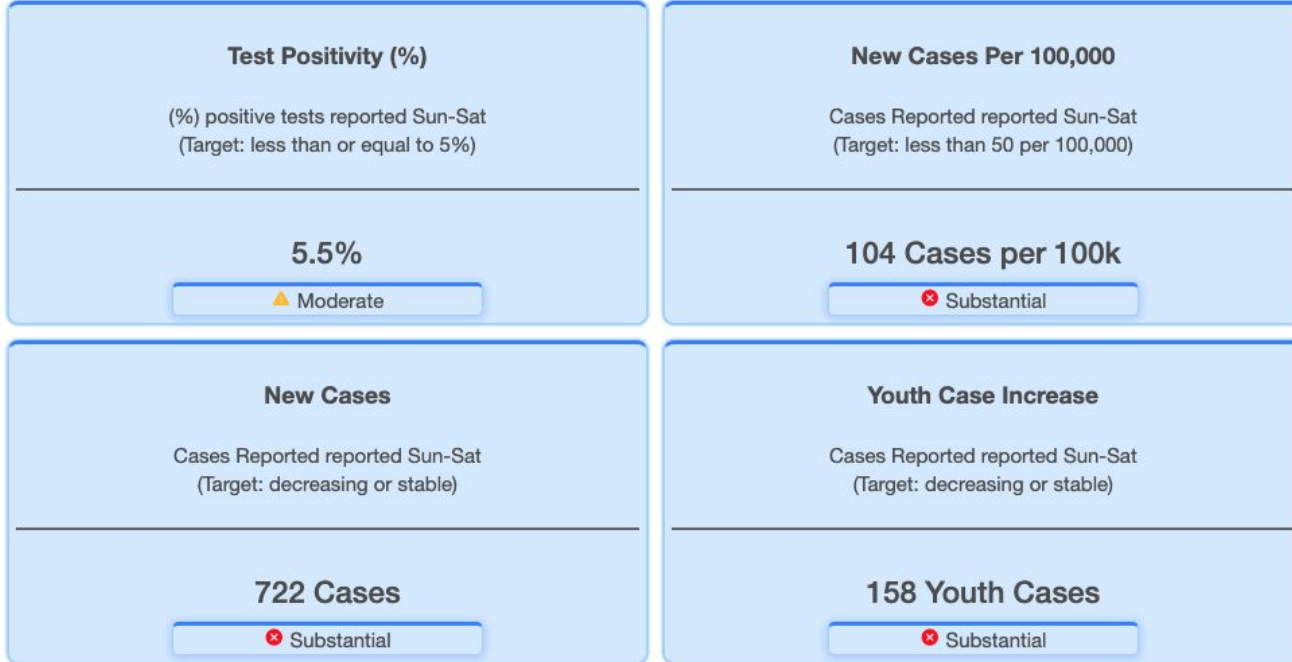 Test Positivity (%)
(%) positive tests reported Sun-Sat
(Target: less than or equal to 5%)
5.5%
Moderate
New Cases Per 100,000
Cases Reported reported Sun-Sat
(Target: less than 50 per 100,000)
104 Cases per 100k
Substantial
New Cases
Cases Reported reported Sun-Sat
(Target: decreasing or stable)
722 Cases
Substantial
Youth Case Increase
Cases Reported reported Sun-Sat
(Target: decreasing or stable)
158 Youth Cases
Substantial